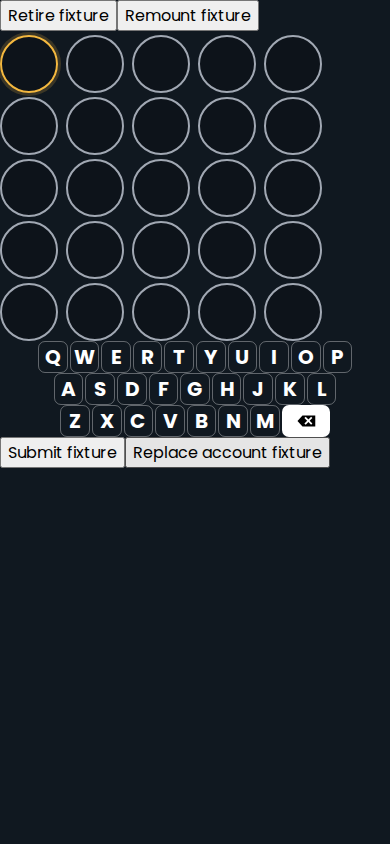 Retire fixture Remount fixture
Q W E R T Y U I O P
A S D F G H J K L
Z X C V B N M
Submit fixture Replace account fixture